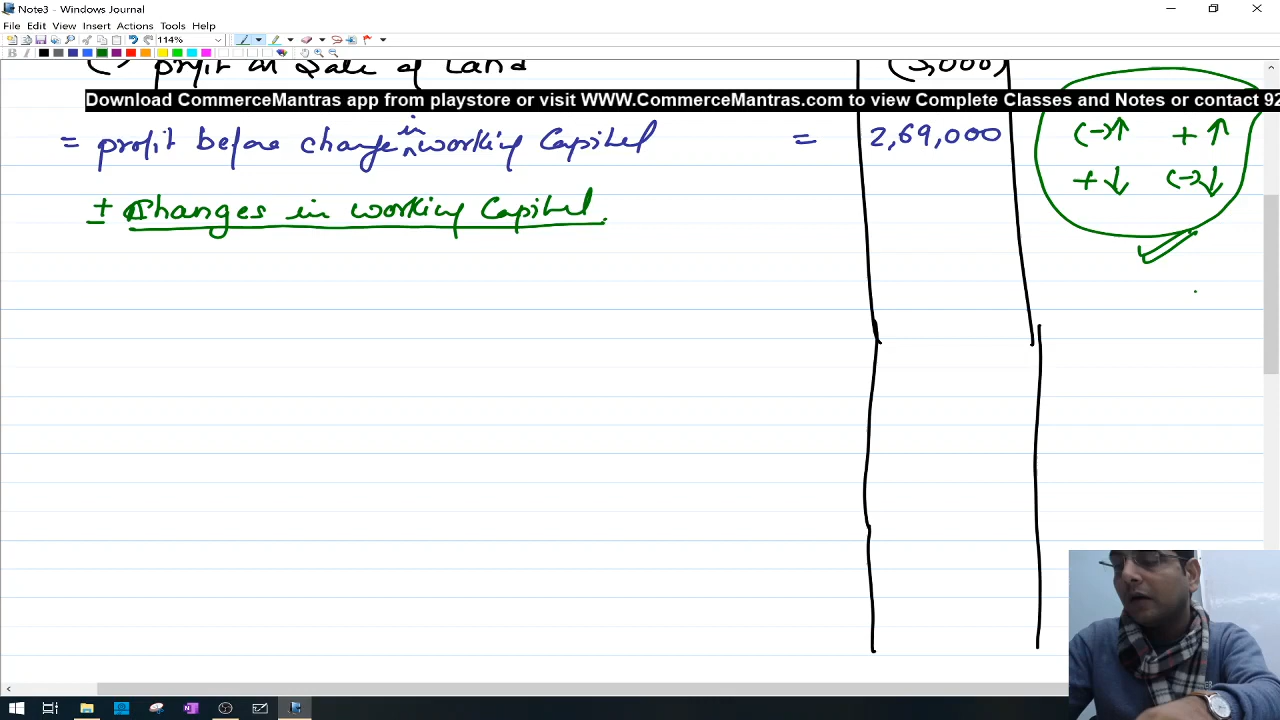 Note3 - Windows Journal
File Edit View Insert Actions Tools Help
114%
(-) profit on Sale of Land (5,000)
Download CommerceMantras app from playstore or visit WWW.CommerceMantras.com to view Complete Classes and Notes or contact 92
= profit before change in working Capital = 2,69,000
(-)↑ +↑
+↓ (-)↓
± Changes in working Capital.